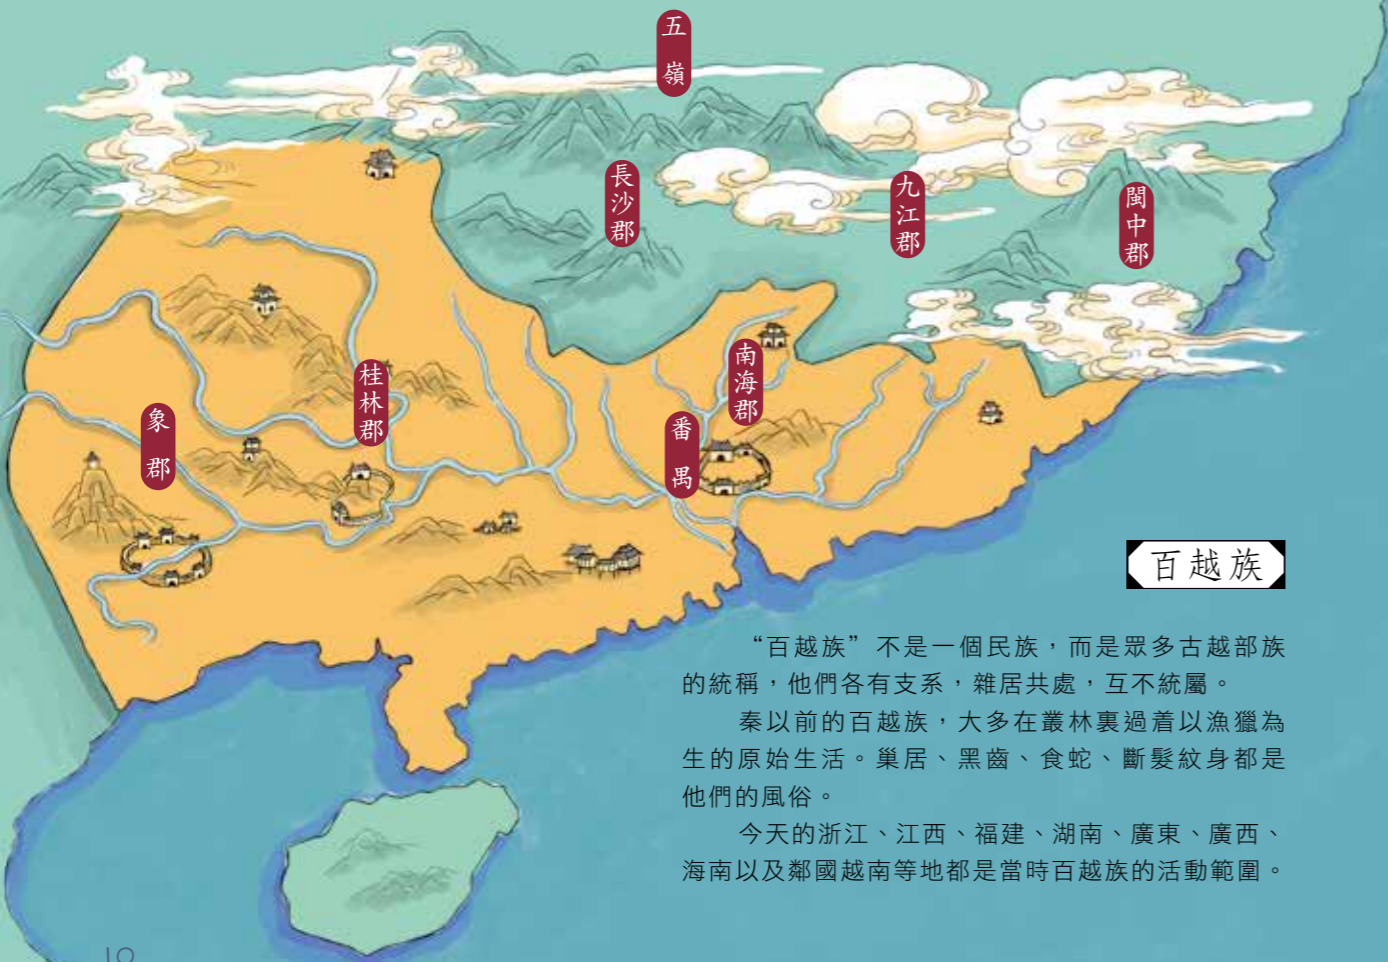 五嶺
長沙郡
九江郡
閩中郡
南海郡
桂林郡
象郡
番禺
百越族
“百越族”不是一個民族，而是眾多古越部族
的統稱，他們各有支系，雜居共處，互不統屬。
秦以前的百越族，大多在叢林裏過着以漁獵為
生的原始生活。巢居、黑齒、食蛇、斷髮紋身都是
他們的風俗。
今天的浙江、江西、福建、湖南、廣東、廣西、
海南以及鄰國越南等地都是當時百越族的活動範圍。
10